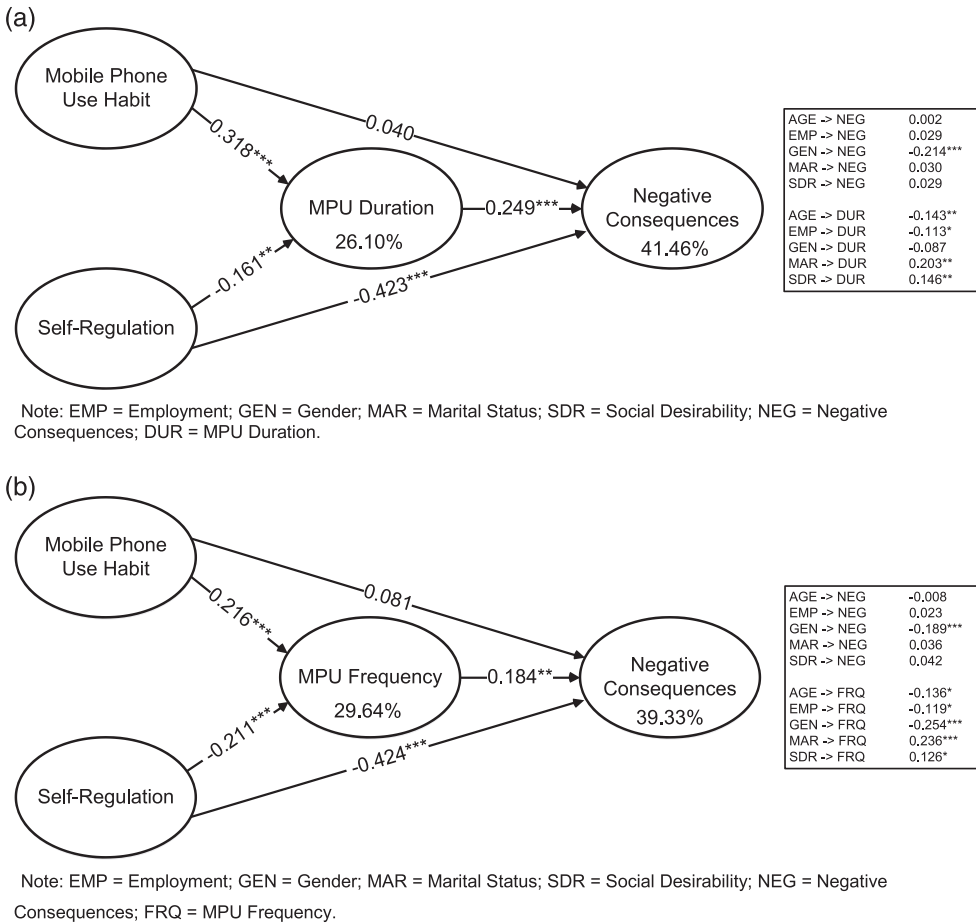 (a)
Mobile Phone
Use Habit
0.318***
0.040
MPU Duration
26.10%
0.249***
Negative
Consequences
41.46%
-0.161**
-0.423***
Self-Regulation
AGE -> NEG 0.002
EMP -> NEG 0.029
GEN -> NEG -0.214***
MAR -> NEG 0.030
SDR -> NEG 0.029
AGE -> DUR -0.143**
EMP -> DUR -0.113*
GEN -> DUR -0.087
MAR -> DUR 0.203**
SDR -> DUR 0.146**
Note: EMP = Employment; GEN = Gender; MAR = Marital Status; SDR = Social Desirability; NEG = Negative
Consequences; DUR = MPU Duration.
(b)
Mobile Phone
Use Habit
0.216***
0.081
MPU Frequency
29.64%
0.184**
Negative
Consequences
39.33%
-0.211***
-0.424***
Self-Regulation
AGE -> NEG -0.008
EMP -> NEG 0.023
GEN -> NEG -0.189***
MAR -> NEG 0.036
SDR -> NEG 0.042
AGE -> FRQ -0.136*
EMP -> FRQ -0.119*
GEN -> FRQ -0.254***
MAR -> FRQ 0.236***
SDR -> FRQ 0.126*
Note: EMP = Employment; GEN = Gender; MAR = Marital Status; SDR = Social Desirability; NEG = Negative
Consequences; FRQ = MPU Frequency.